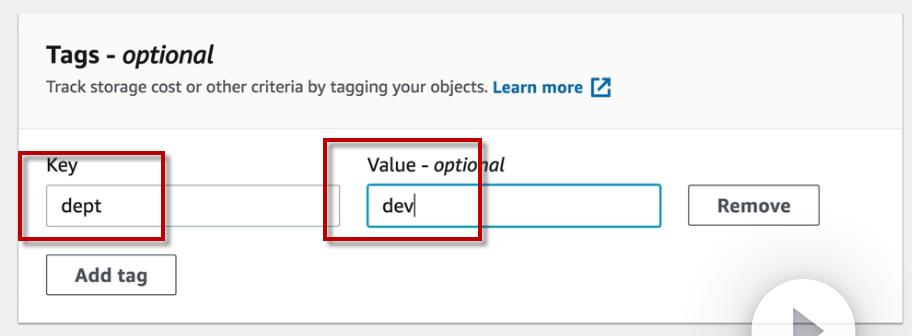 Tags - optional
Track storage cost or other criteria by tagging your objects. Learn more
Key
Value - optional
dept
dev
Remove
Add tag